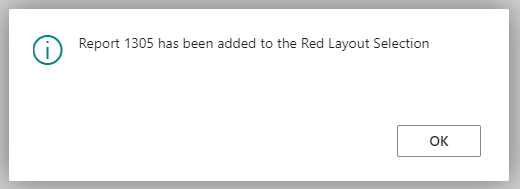 Report 1305 has been added to the Red Layout Selection
OK